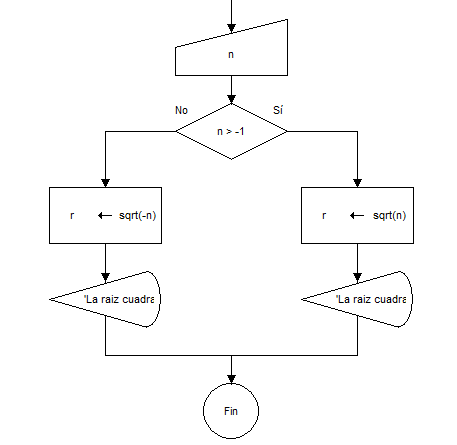 n
No
Sí
n > -1
r ← sqrt(-n)
r ← sqrt(n)
'La raiz cuadra
'La raiz cuadra
Fin